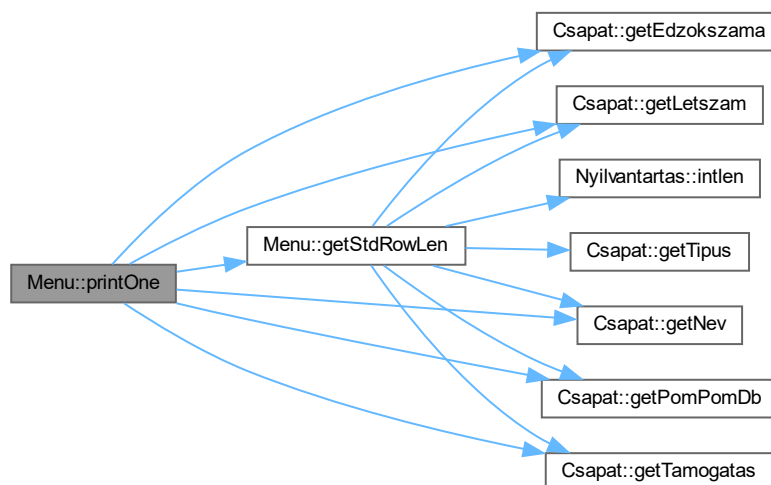 Csapat::getEdzokszama
Csapat::getLetszam
Nyilvantartas::intlen
Menu::getStdRowLen
Csapat::getTipus
Menu::printOne
Csapat::getNev
Csapat::getPomPomDb
Csapat::getTamogatas